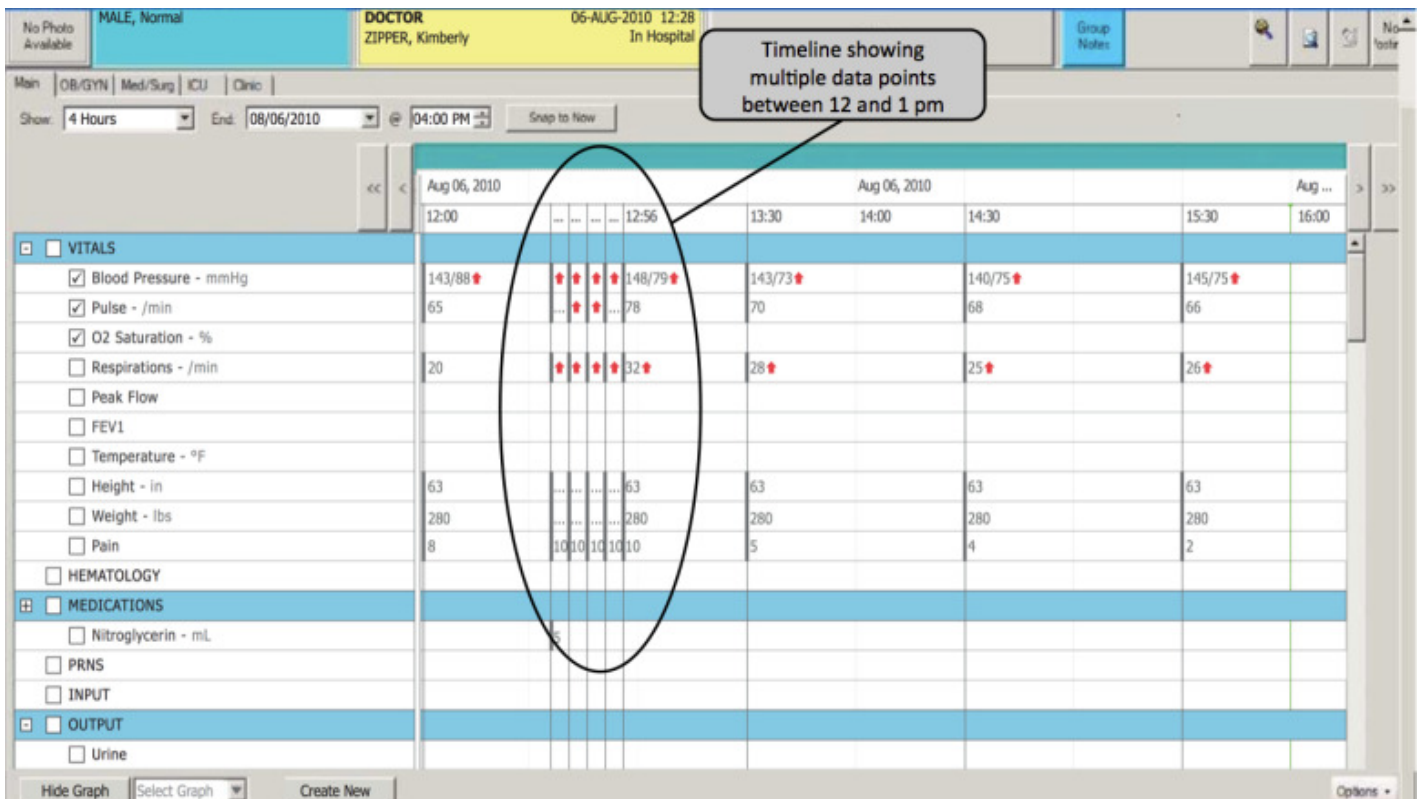 No Photo
Available
MALE, Normal
DOCTOR 06-AUG-2010 12:28
ZIPPER, Kimberly In Hospital
Group
Notes
No
Timeline showing
multiple data points
between 12 and 1 pm
Main OB/GYN Med/Surg ICU Clinic
Show: 4 Hours End: 08/06/2010 @ 04:00 PM Snap to Now
<< < Aug 06, 2010 Aug 06, 2010 Aug ... > >>
12:00 ... ... ... ... 12:56 13:30 14:00 14:30 15:30 16:00
VITALS
Blood Pressure - mmHg 143/88 148/79 143/73 140/75 145/75
Pulse - /min 65 ... ... 78 70 68 66
O2 Saturation - %
Respirations - /min 20 32 28 25 26
Peak Flow
FEV1
Temperature - °F
Height - in 63 ... ... ... ... 63 63 63 63
Weight - lbs 280 ... ... ... ... 280 280 280 280
Pain 8 10 10 10 10 10 5 4 2
HEMATOLOGY
MEDICATIONS
Nitroglycerin - mL 5
PRNS
INPUT
OUTPUT
Urine
Hide Graph Select Graph Create New Options